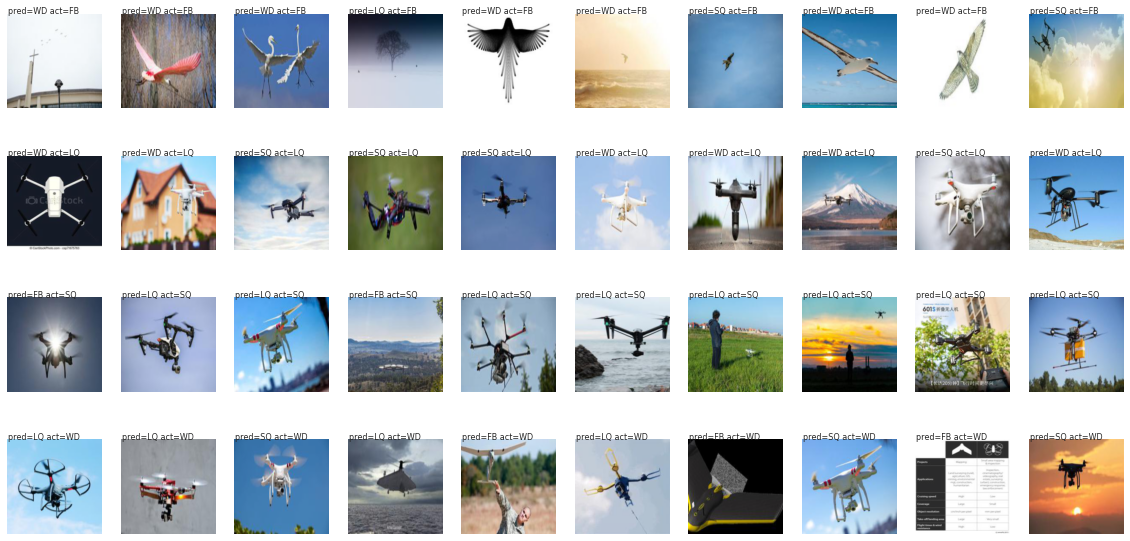 pred=WD act=FB
pred=WD act=FB
pred=WD act=FB
pred=LQ act=FB
pred=WD act=FB
pred=WD act=FB
pred=SQ act=FB
pred=WD act=FB
pred=WD act=FB
pred=SQ act=FB
pred=WD act=LQ
pred=WD act=LQ
pred=SQ act=LQ
pred=SQ act=LQ
pred=SQ act=LQ
pred=WD act=LQ
pred=WD act=LQ
pred=WD act=LQ
pred=SQ act=LQ
pred=WD act=LQ
pred=FB act=SQ
pred=LQ act=SQ
pred=LQ act=SQ
pred=FB act=SQ
pred=LQ act=SQ
pred=LQ act=SQ
pred=LQ act=SQ
pred=LQ act=SQ
pred=LQ act=SQ
pred=LQ act=SQ
pred=LQ act=WD
pred=LQ act=WD
pred=SQ act=WD
pred=LQ act=WD
pred=FB act=WD
pred=LQ act=WD
pred=FB act=WD
pred=SQ act=WD
pred=FB act=WD
pred=SQ act=WD